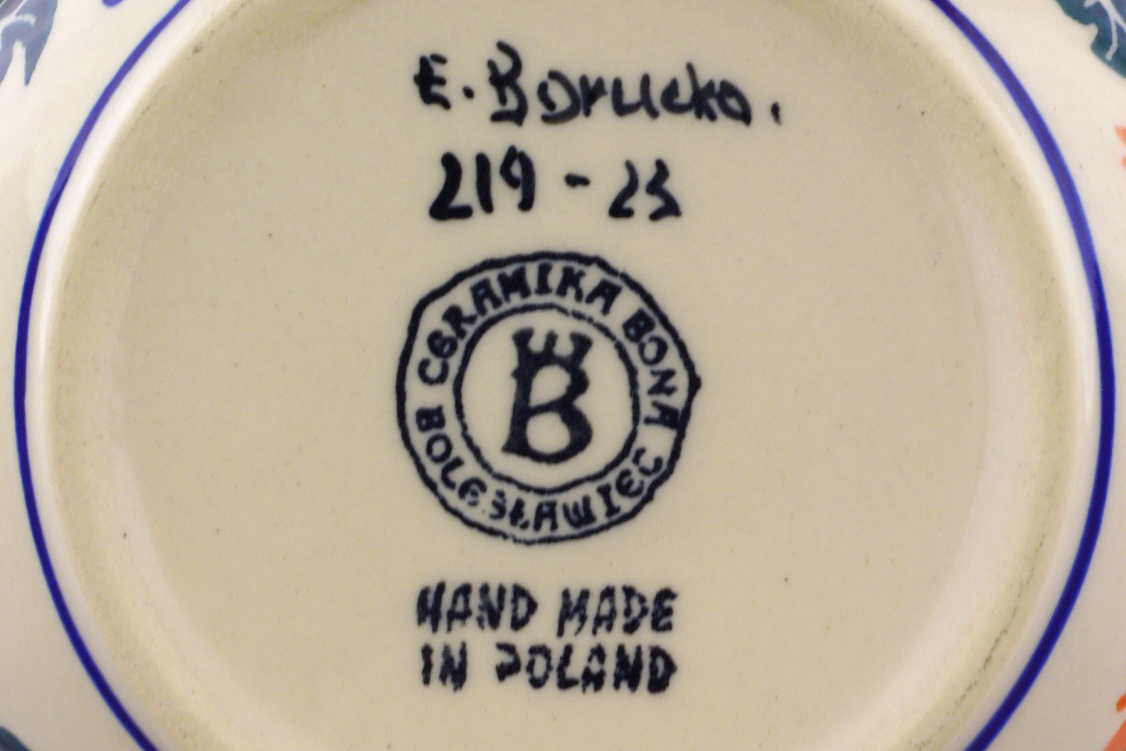 E. Borucka.
219 - 23
CERAMIKA BONA
B
BOLESŁAWIEC
HAND MADE
IN POLAND